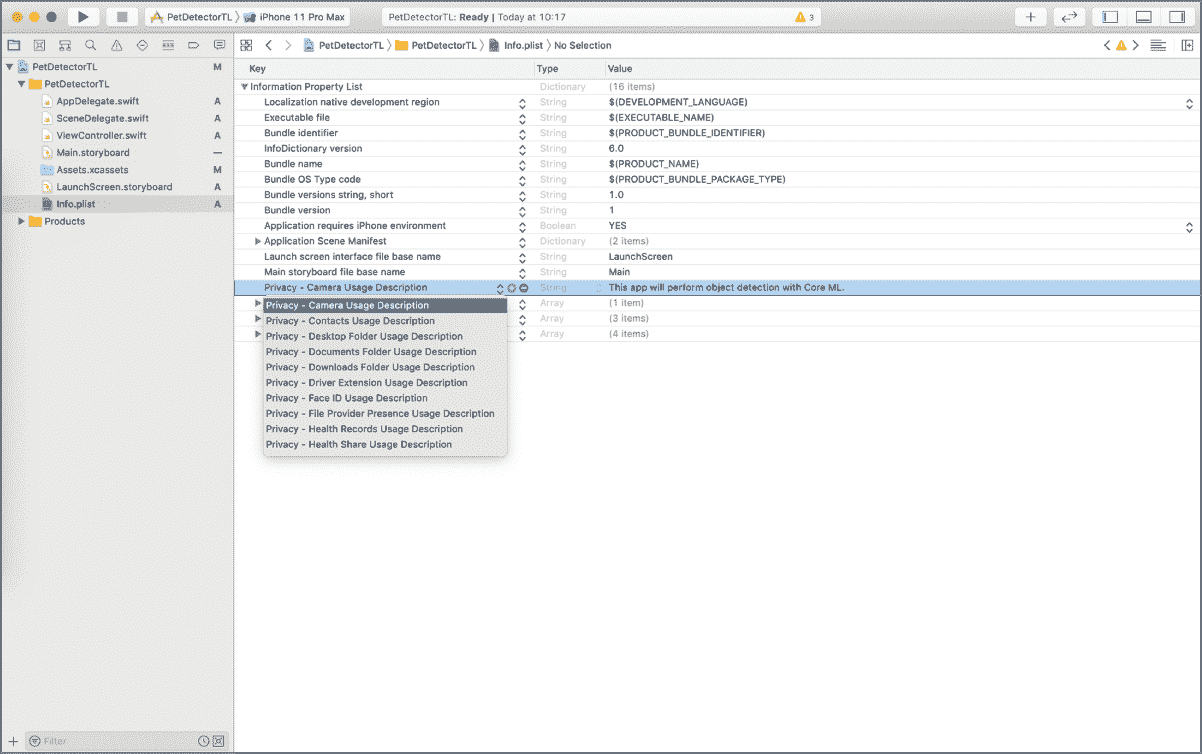 PetDetectorTL iPhone 11 Pro Max PetDetectorTL: Ready | Today at 10:17 3
PetDetectorTL PetDetectorTL Info.plist No Selection
PetDetectorTL M
PetDetectorTL
AppDelegate.swift A
SceneDelegate.swift A
ViewController.swift A
Main.storyboard —
Assets.xcassets M
LaunchScreen.storyboard A
Info.plist A
Products
Filter
Key Type Value
Information Property List Dictionary (16 items)
Localization native development region String $(DEVELOPMENT_LANGUAGE)
Executable file String $(EXECUTABLE_NAME)
Bundle identifier String $(PRODUCT_BUNDLE_IDENTIFIER)
InfoDictionary version String 6.0
Bundle name String $(PRODUCT_NAME)
Bundle OS Type code String $(PRODUCT_BUNDLE_PACKAGE_TYPE)
Bundle versions string, short String 1.0
Bundle version String 1
Application requires iPhone environment Boolean YES
Application Scene Manifest Dictionary (2 items)
Launch screen interface file base name String LaunchScreen
Main storyboard file base name String Main
Privacy - Camera Usage Description String This app will perform object detection with Core ML.
Array (1 item)
Array (3 items)
Array (4 items)
Privacy - Camera Usage Description
Privacy - Contacts Usage Description
Privacy - Desktop Folder Usage Description
Privacy - Documents Folder Usage Description
Privacy - Downloads Folder Usage Description
Privacy - Driver Extension Usage Description
Privacy - Face ID Usage Description
Privacy - File Provider Presence Usage Description
Privacy - Health Records Usage Description
Privacy - Health Share Usage Description